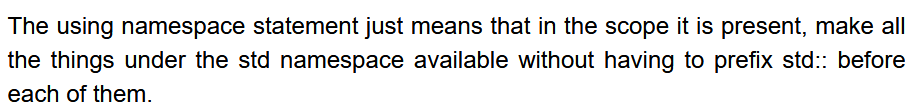 The using namespace statement just means that in the scope it is present, make all
the things under the std namespace available without having to prefix std:: before
each of them.